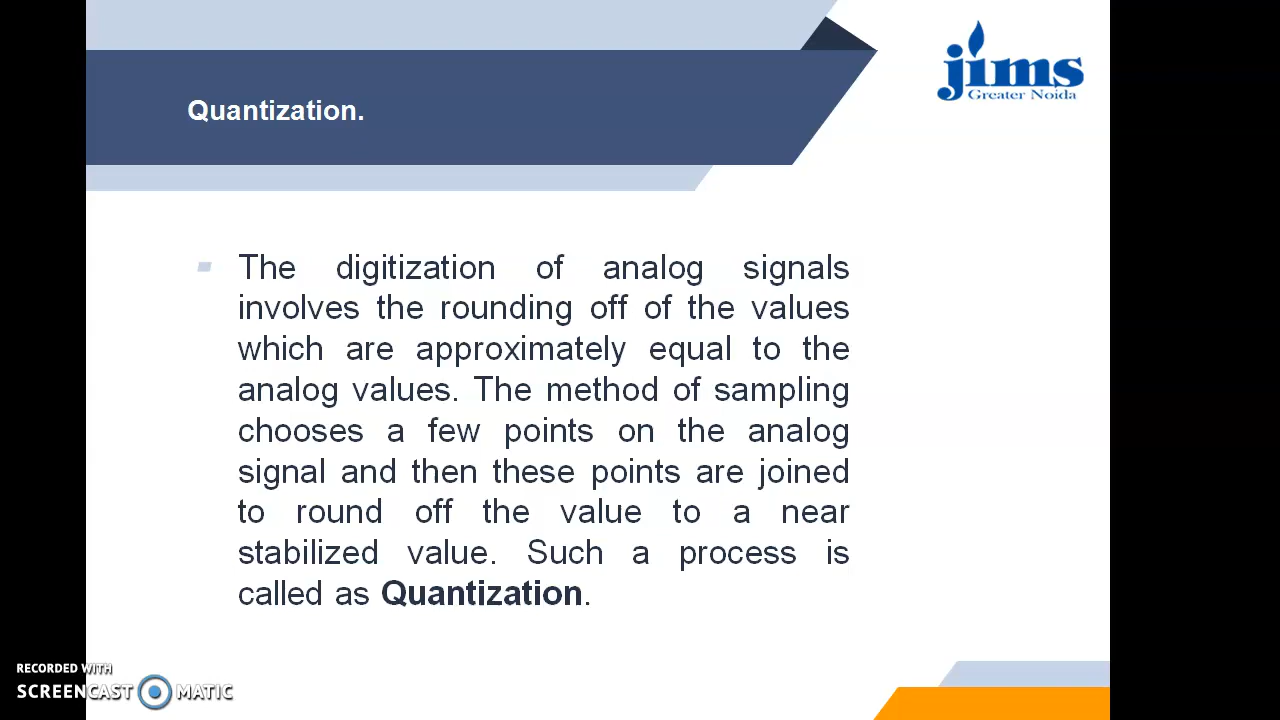 jims
Greater Noida
Quantization.
The digitization of analog signals
involves the rounding off of the values
which are approximately equal to the
analog values. The method of sampling
chooses a few points on the analog
signal and then these points are joined
to round off the value to a near
stabilized value. Such a process is
called as Quantization.
RECORDED WITH
SCREENCAST MATIC